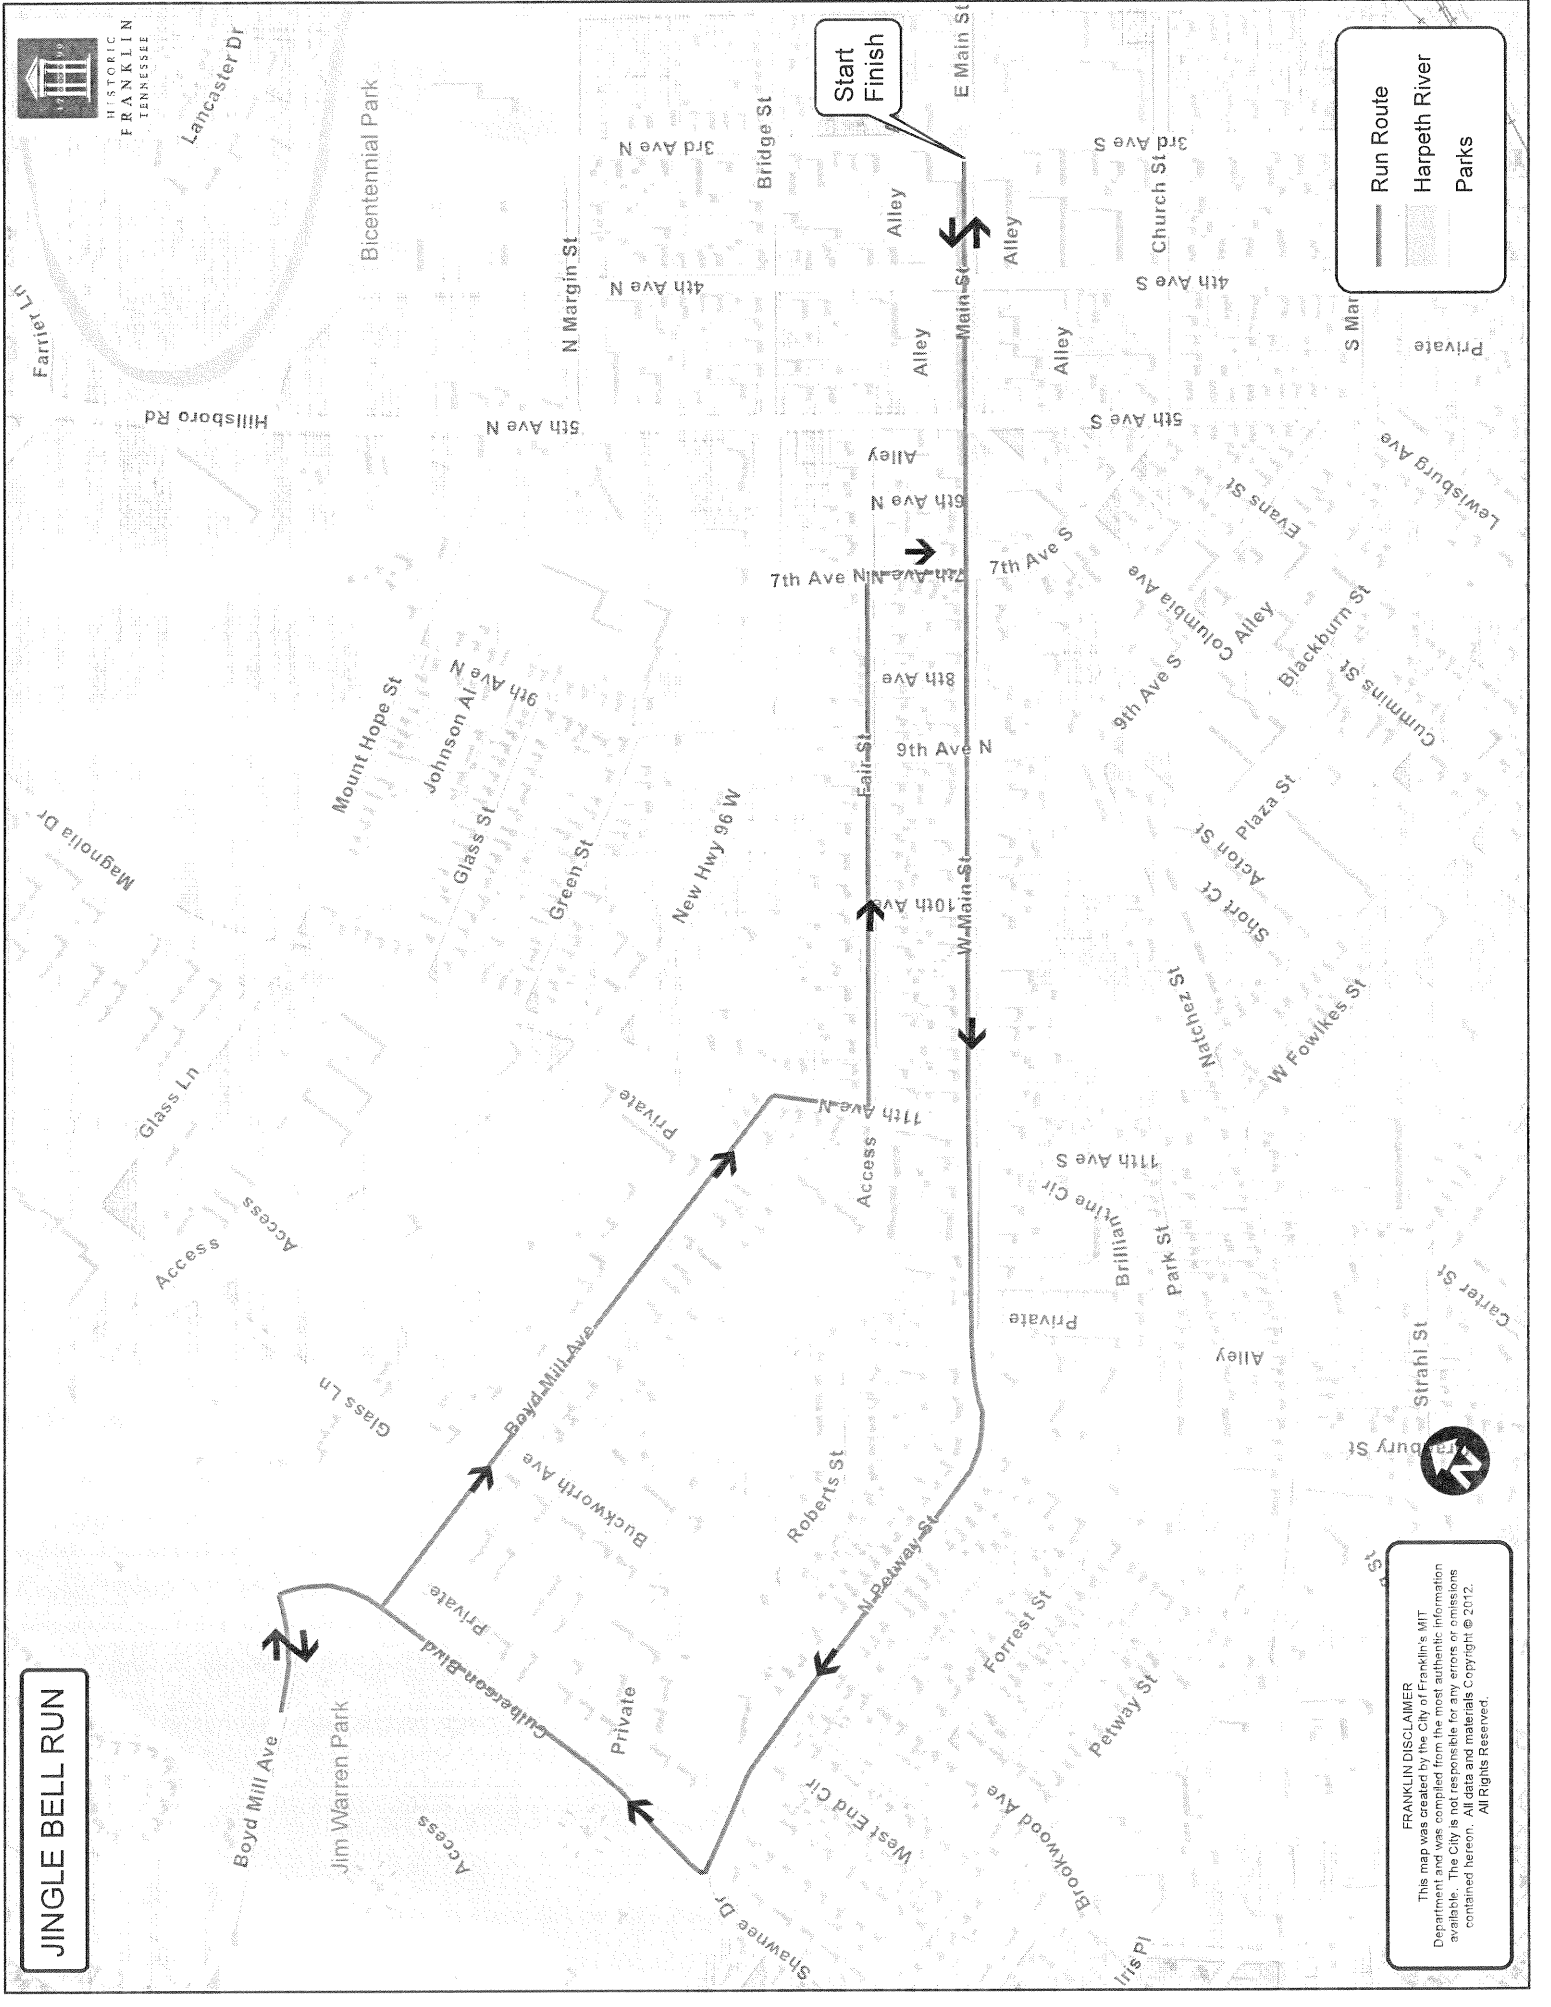 JINGLE BELL RUN
HISTORIC
FRANKLIN
TENNESSEE
Start
Finish
Run Route
Harpeth River
Parks
FRANKLIN DISCLAIMER
This map was created by the City of Franklin's MIT
Department and was compiled from the most authentic information
available. The City is not responsible for any errors or omissions
contained hereon. All data and materials Copyright © 2012.
All Rights Reserved.
N
Boyd Mill Ave
Jim Warren Park
Access
Shawnee Dr
Iris Pl
Culberson Blvd
Private
Private
West End Cir
Brookwood Ave
Petway St
Forrest St
N Petway St
Roberts St
Buckworth Ave
Boyd Mill Ave
Glass Ln
Access
Access
Glass Ln
Private
Access
11th Ave N
11th Ave S
Brilliantine Cir
Park St
Private
Alley
Strahl St
Carter St
Magnolia Dr
Mount Hope St
Johnson Al
9th Ave N
Glass St
Green St
New Hwy 96 W
Fair St
10th Ave
W Main St
9th Ave N
8th Ave
7th Ave N
7th Ave N
6th Ave N
Alley
7th Ave S
9th Ave S
Columbia Ave
Alley
Blackburn St
Cummins St
Plaza St
Acton St
Short Ct
Natchez St
W Fowlkes St
Evans St
Lewisburg Ave
Farrier Ln
Lancaster Dr
Hillsboro Rd
Bicentennial Park
N Margin St
5th Ave N
4th Ave N
3rd Ave N
Bridge St
Alley
Alley
Main St
E Main St
Alley
Alley
5th Ave S
4th Ave S
3rd Ave S
Church St
S Mar
Private